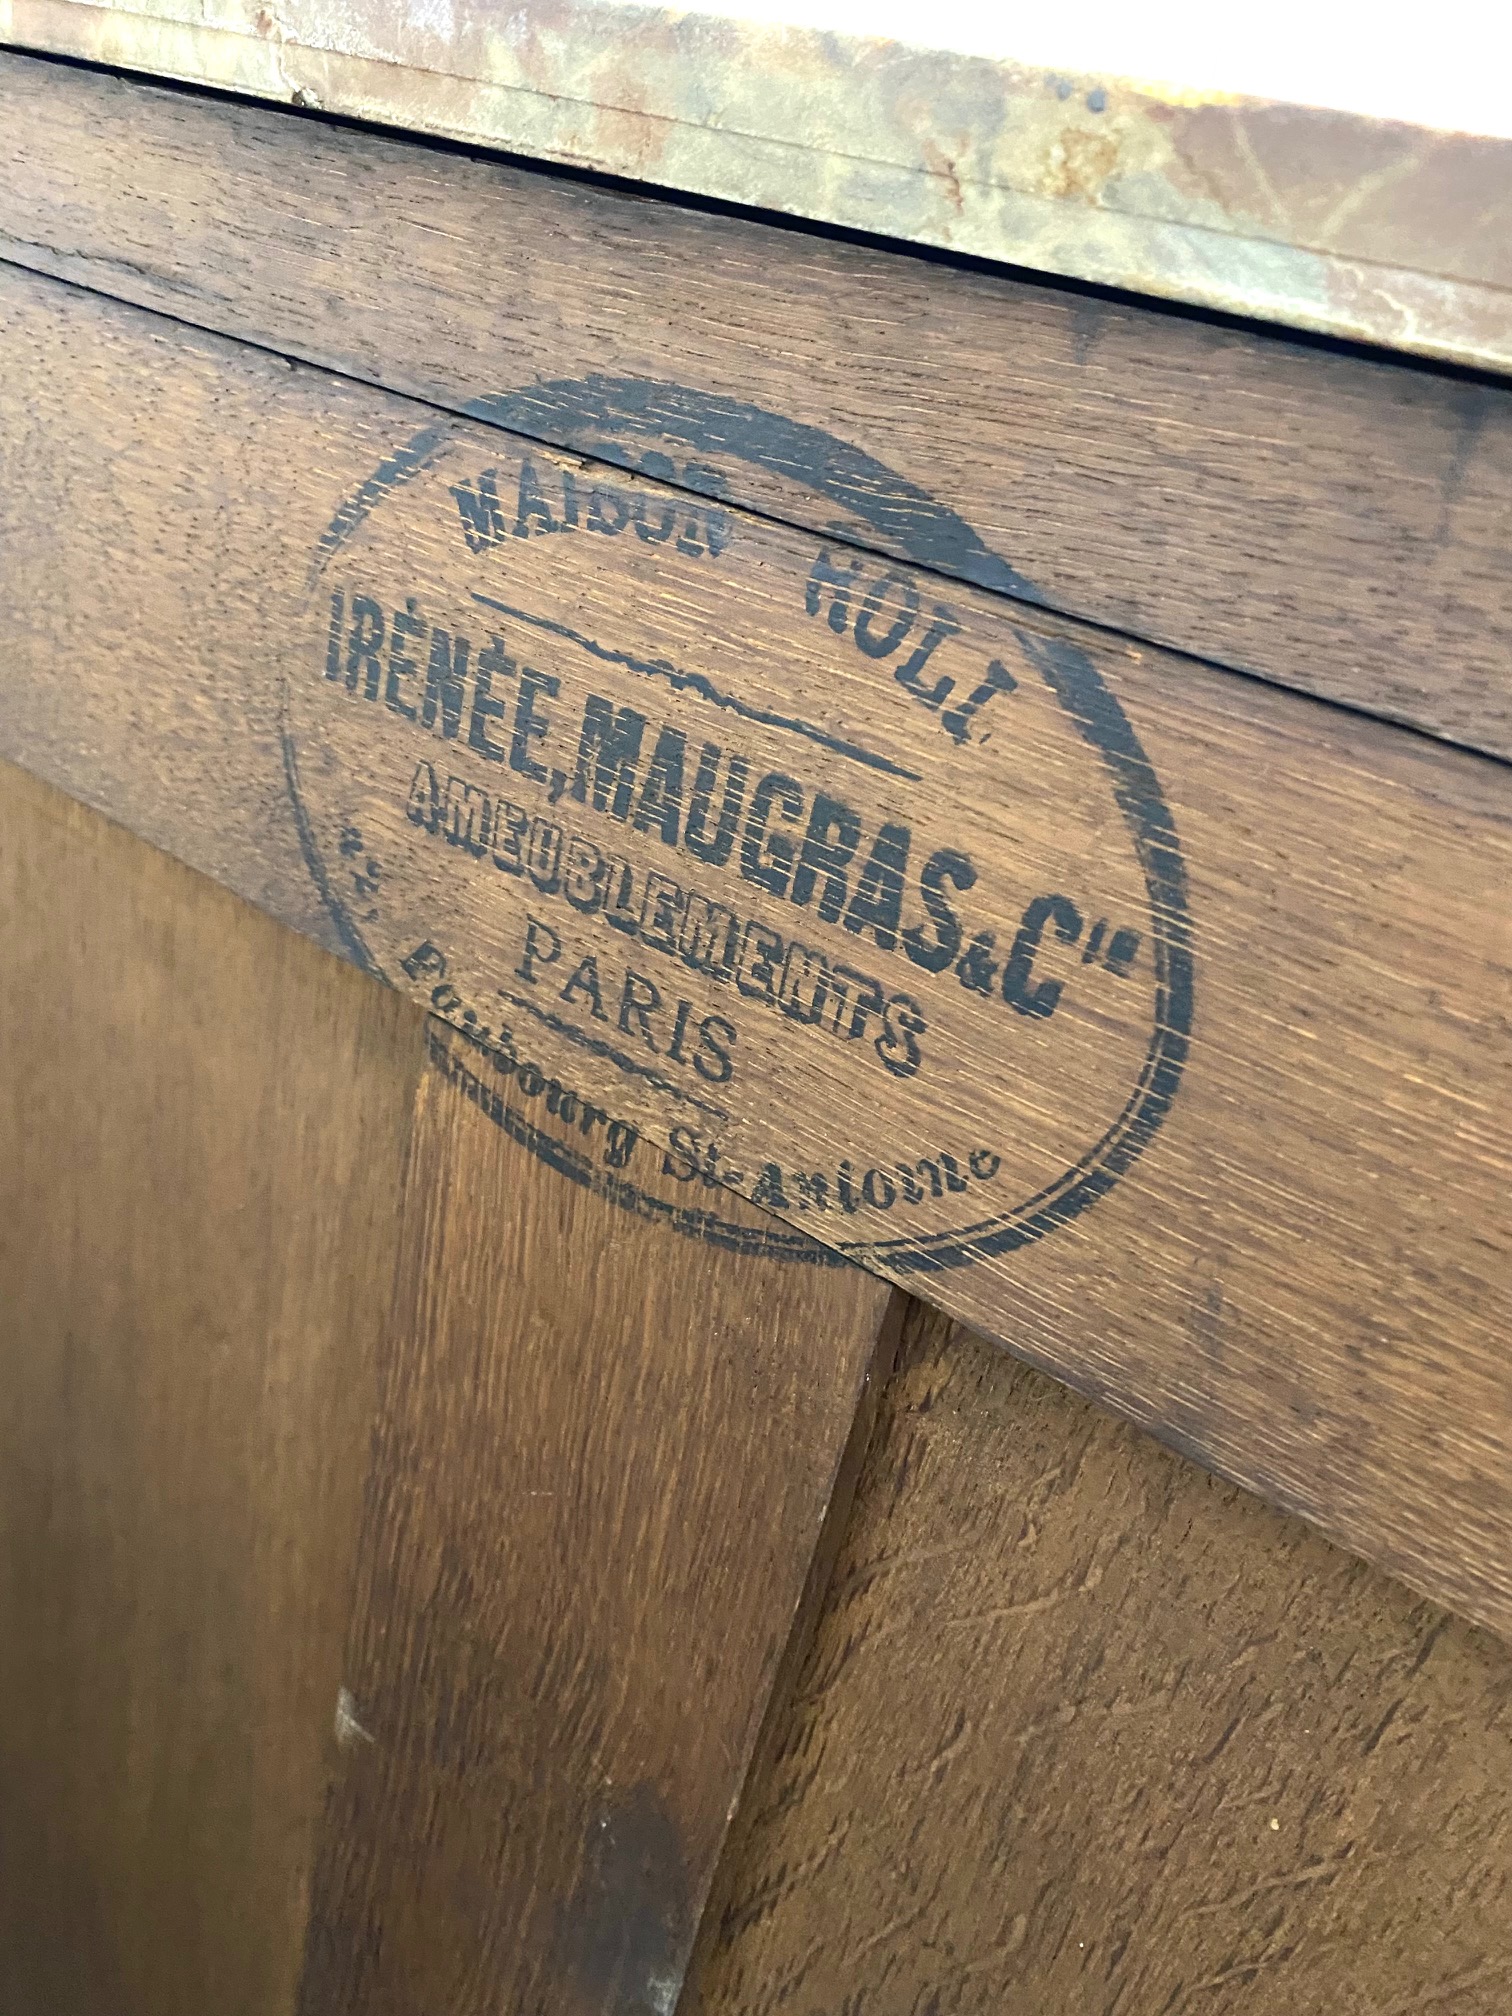 MAISON ROLL
IRÉNÉE, MAUGRAS & Cie
AMEUBLEMENTS
PARIS
Faubourg St-Antoine